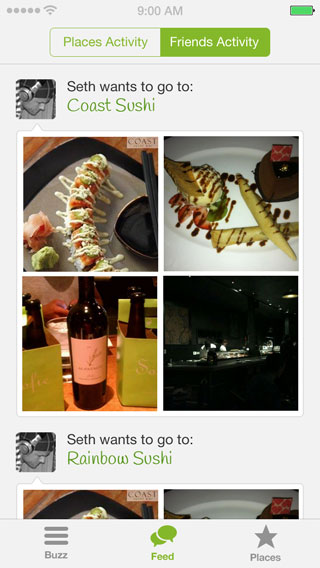 9:00 AM
Places Activity
Friends Activity
Seth wants to go to:
Coast Sushi
COAST
Seth wants to go to:
Rainbow Sushi
COAST
Buzz
Feed
Places